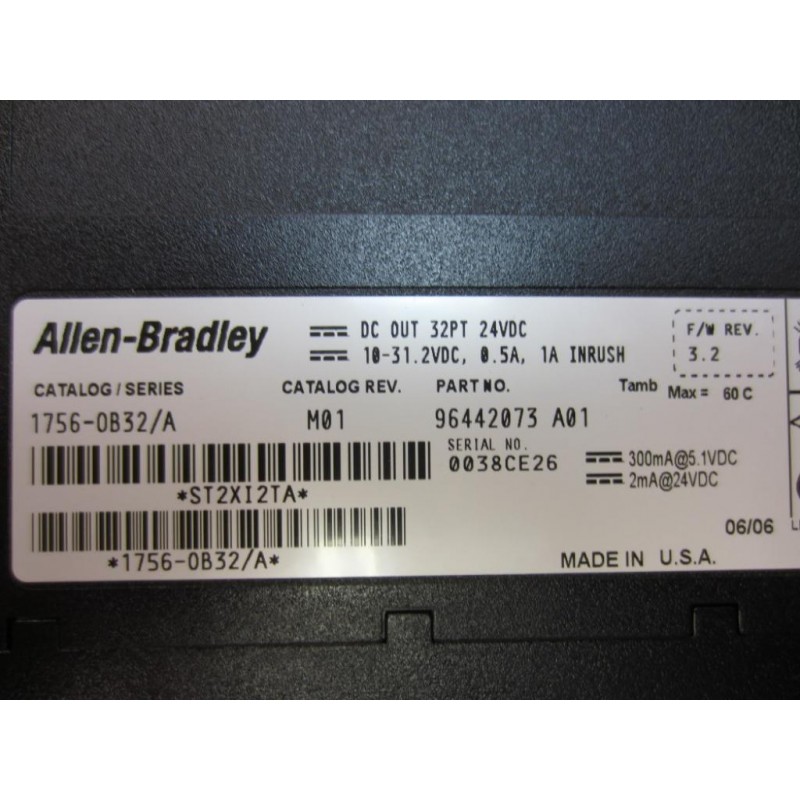 Allen-Bradley
DC OUT 32PT 24VDC
10-31.2VDC, 0.5A, 1A INRUSH
F/W REV.
3.2
CATALOG / SERIES
CATALOG REV.
PART NO.
Tamb Max = 60 C
1756-OB32/A
M01
96442073 A01
SERIAL NO.
0038CE26
300mA@5.1VDC
2mA@24VDC
*ST2XI2TA*
06/06
*1756-OB32/A*
MADE IN U.S.A.